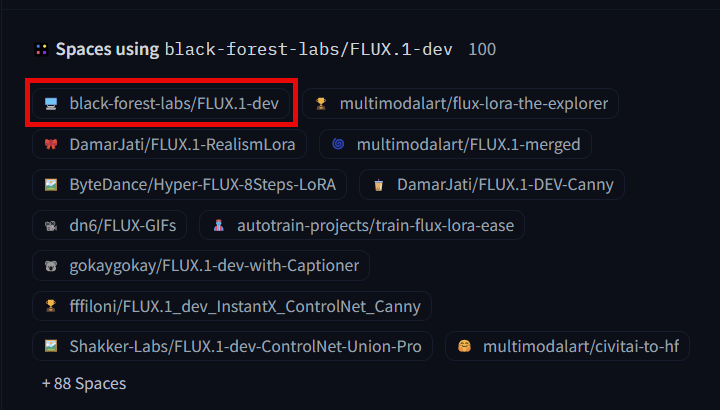 Spaces using black-forest-labs/FLUX.1-dev 100
black-forest-labs/FLUX.1-dev multimodalart/flux-lora-the-explorer
DamarJati/FLUX.1-RealismLora multimodalart/FLUX.1-merged
ByteDance/Hyper-FLUX-8Steps-LoRA DamarJati/FLUX.1-DEV-Canny
dn6/FLUX-GIFs autotrain-projects/train-flux-lora-ease
gokaygokay/FLUX.1-dev-with-Captioner
fffiloni/FLUX.1_dev_InstantX_ControlNet_Canny
Shakker-Labs/FLUX.1-dev-ControlNet-Union-Pro multimodalart/civitai-to-hf
+ 88 Spaces